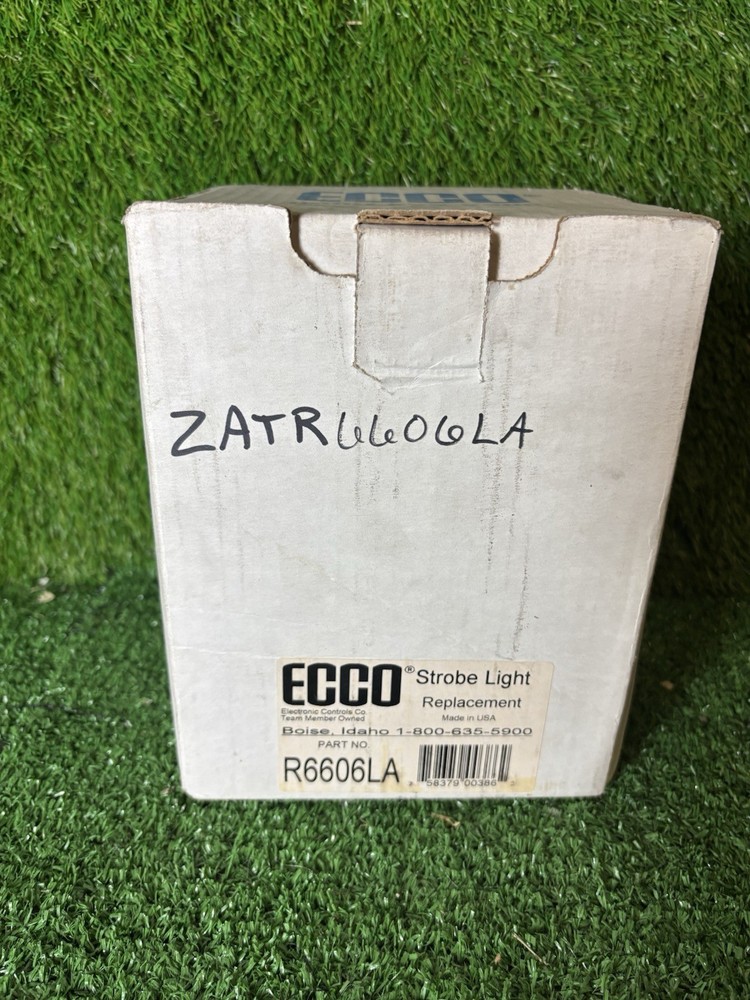 ECCO
ZATR6606LA
ECCO® Strobe Light
Replacement
Electronic Controls Co.
Team Member Owned
Made in USA
Boise, Idaho 1-800-635-5900
PART NO.
R6606LA
58379 00386